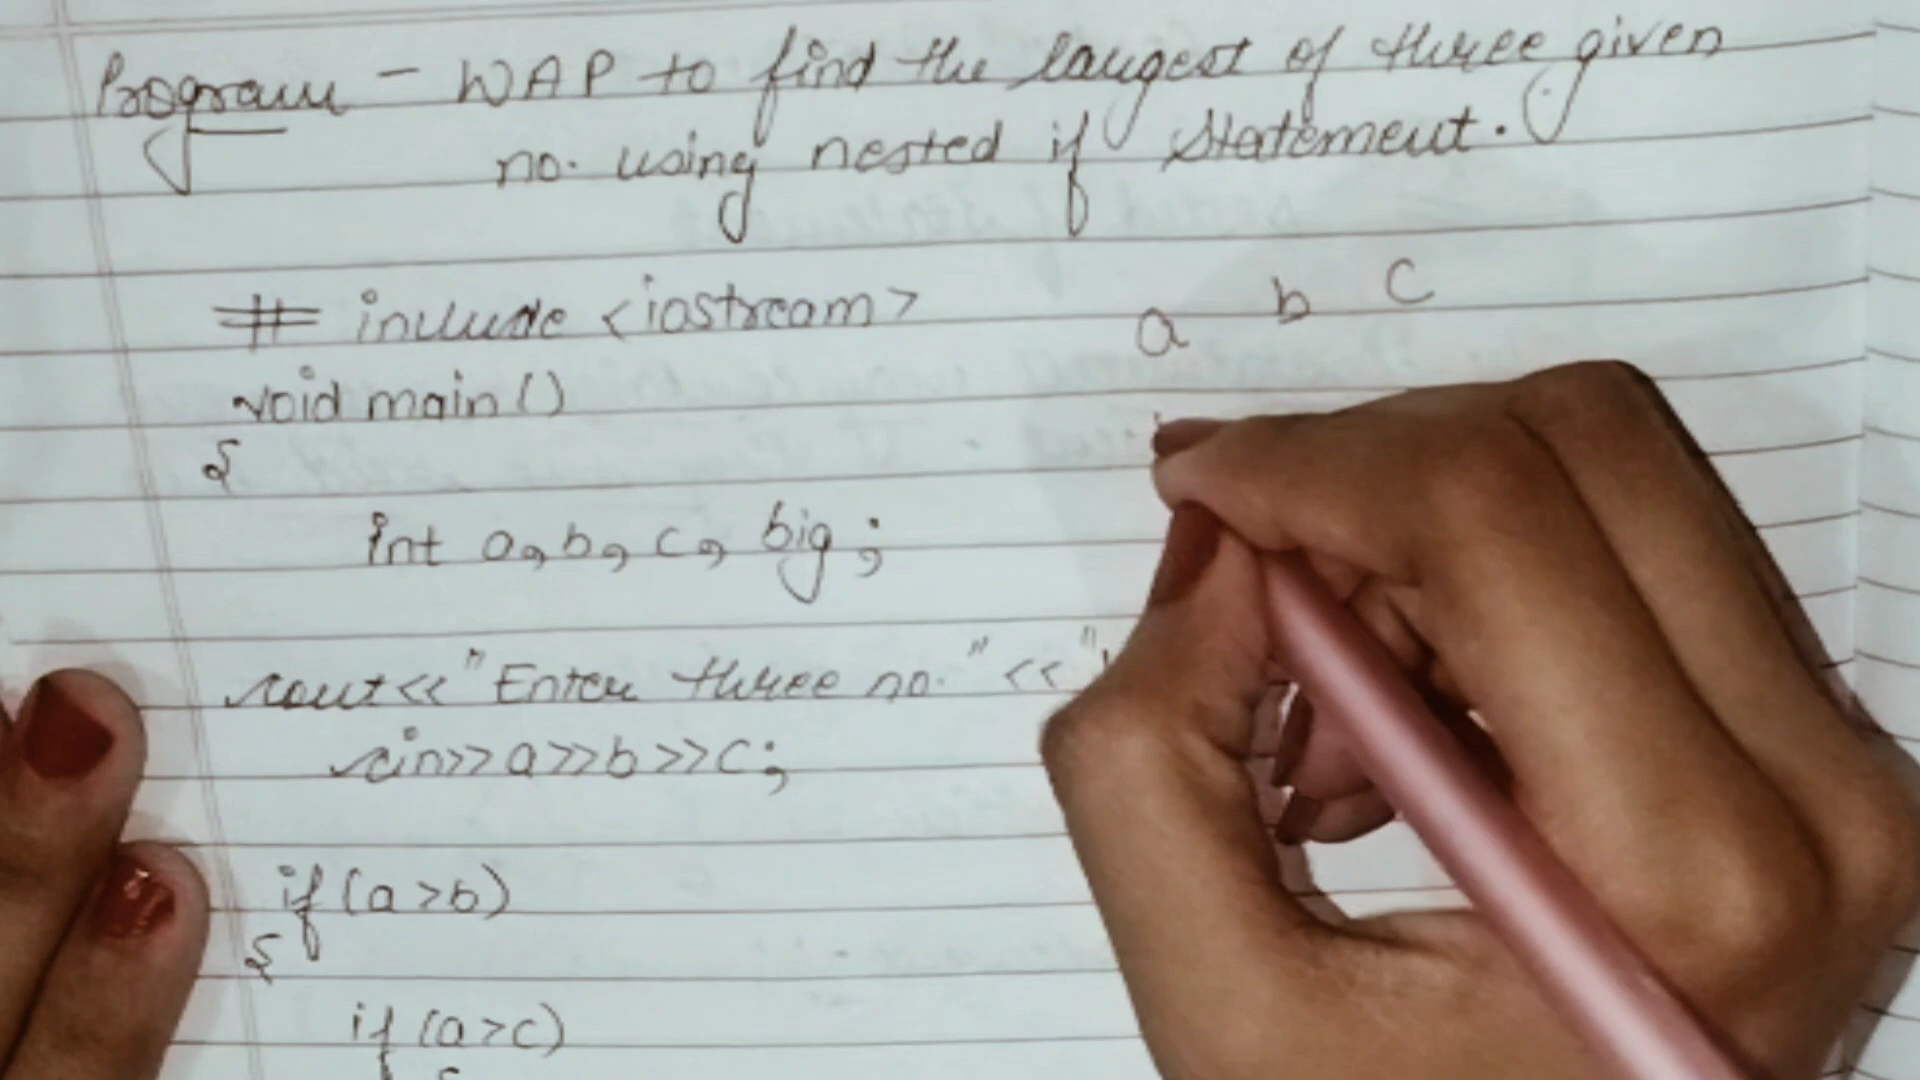 Program - WAP to find the largest of three given
no. using nested if statement.
# include <iostream>
a b c
void main ()
{
int a, b, c, big ;
cout << "Enter three no." << "
cin >> a >> b >> c ;
if (a > b)
{
if (a > c)
{